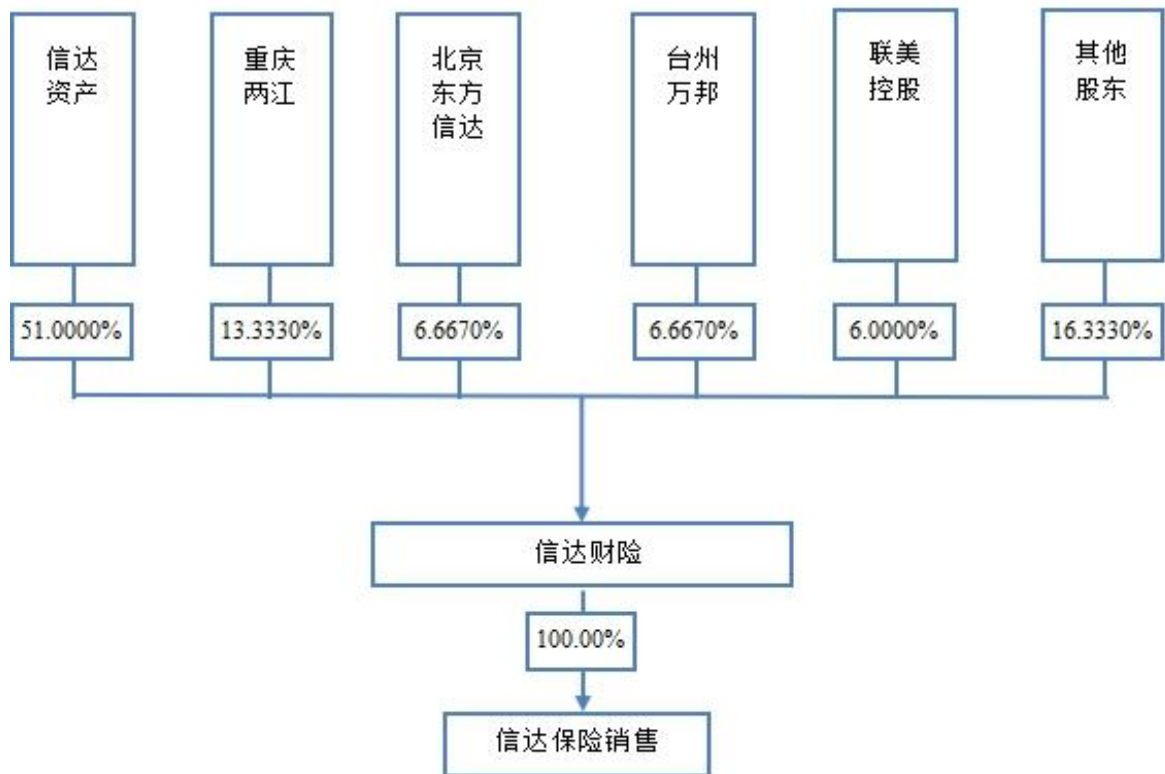 信达
资产
重庆
两江
北京
东方
信达
台州
万邦
联美
控股
其他
股东
51.0000%
13.3330%
6.6670%
6.6670%
6.0000%
16.3330%
信达财险
100.00%
信达保险销售